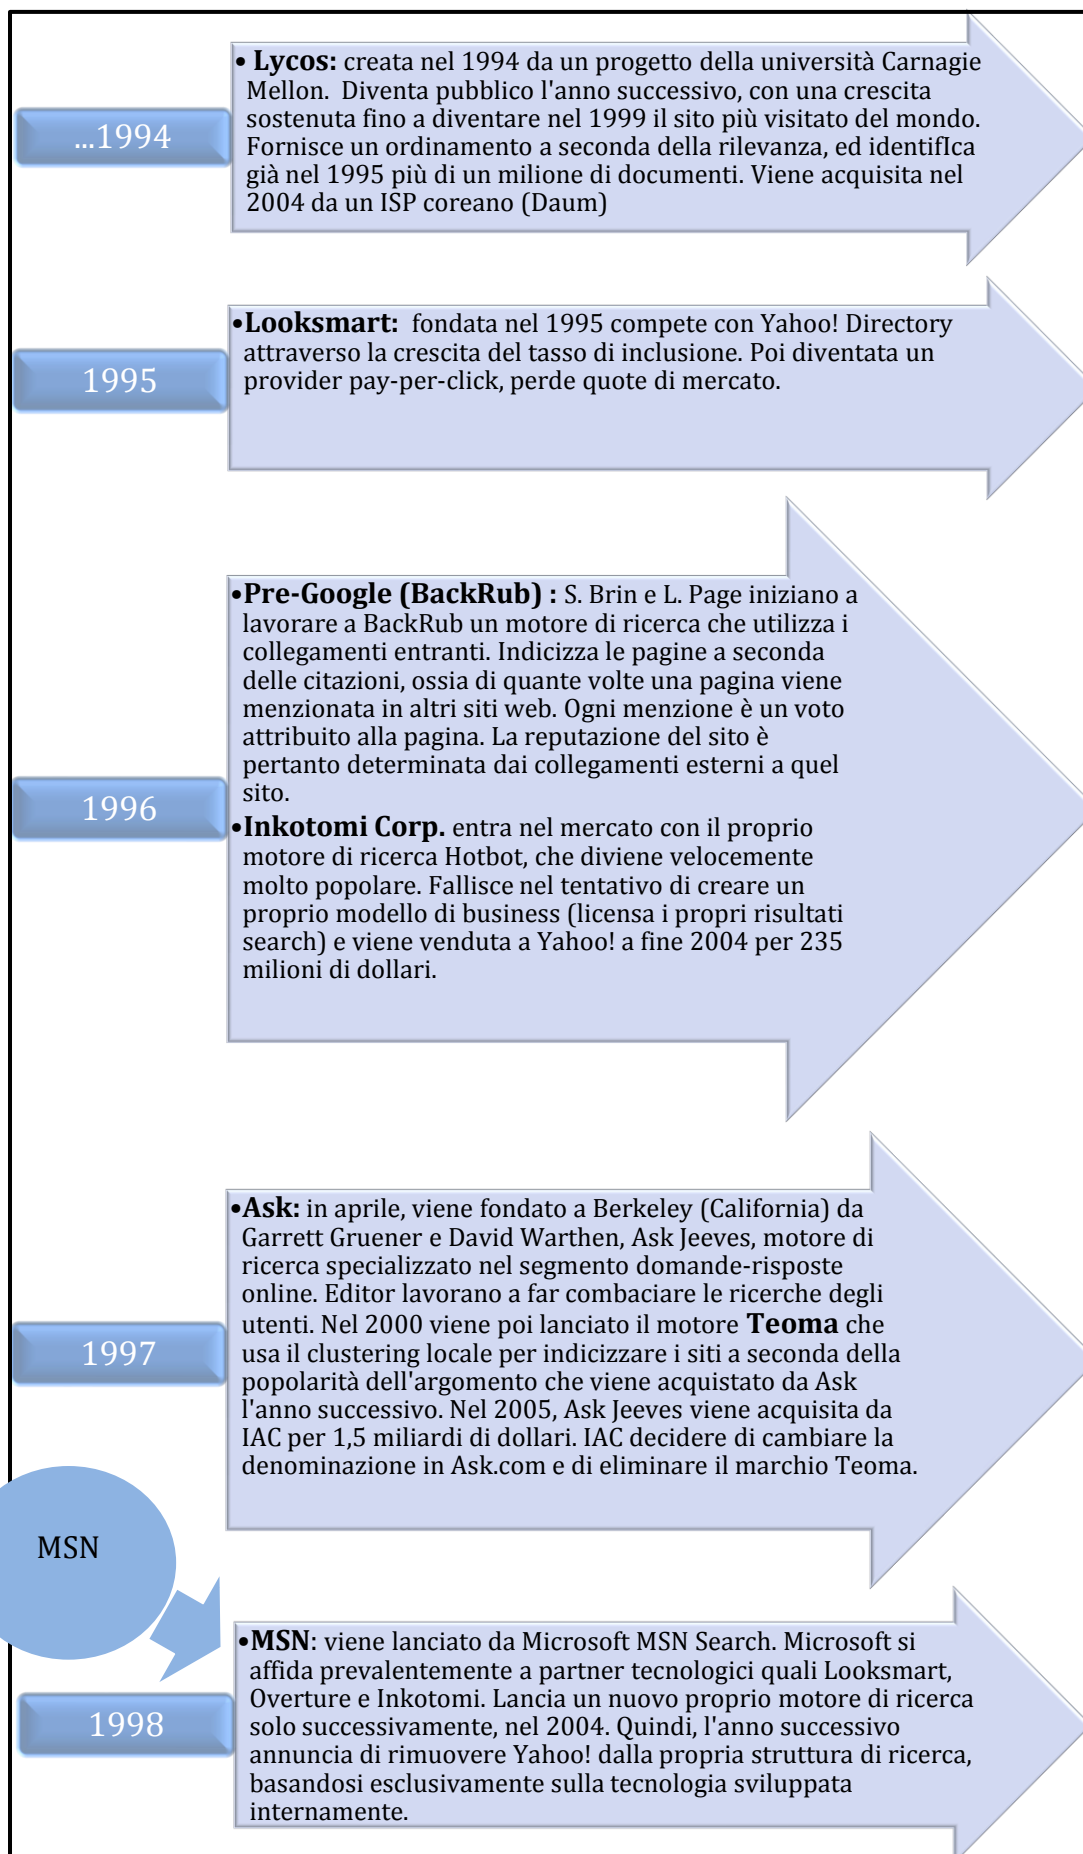 ...1994
• Lycos: creata nel 1994 da un progetto della università Carnagie
Mellon. Diventa pubblico l'anno successivo, con una crescita
sostenuta fino a diventare nel 1999 il sito più visitato del mondo.
Fornisce un ordinamento a seconda della rilevanza, ed identifIca
già nel 1995 più di un milione di documenti. Viene acquisita nel
2004 da un ISP coreano (Daum)
1995
•Looksmart: fondata nel 1995 compete con Yahoo! Directory
attraverso la crescita del tasso di inclusione. Poi diventata un
provider pay-per-click, perde quote di mercato.
1996
•Pre-Google (BackRub) : S. Brin e L. Page iniziano a
lavorare a BackRub un motore di ricerca che utilizza i
collegamenti entranti. Indicizza le pagine a seconda
delle citazioni, ossia di quante volte una pagina viene
menzionata in altri siti web. Ogni menzione è un voto
attribuito alla pagina. La reputazione del sito è
pertanto determinata dai collegamenti esterni a quel
sito.
•Inkotomi Corp. entra nel mercato con il proprio
motore di ricerca Hotbot, che diviene velocemente
molto popolare. Fallisce nel tentativo di creare un
proprio modello di business (licensa i propri risultati
search) e viene venduta a Yahoo! a fine 2004 per 235
milioni di dollari.
1997
•Ask: in aprile, viene fondato a Berkeley (California) da
Garrett Gruener e David Warthen, Ask Jeeves, motore di
ricerca specializzato nel segmento domande-risposte
online. Editor lavorano a far combaciare le ricerche degli
utenti. Nel 2000 viene poi lanciato il motore Teoma che
usa il clustering locale per indicizzare i siti a seconda della
popolarità dell'argomento che viene acquistato da Ask
l'anno successivo. Nel 2005, Ask Jeeves viene acquisita da
IAC per 1,5 miliardi di dollari. IAC decidere di cambiare la
denominazione in Ask.com e di eliminare il marchio Teoma.
MSN
1998
•MSN: viene lanciato da Microsoft MSN Search. Microsoft si
affida prevalentemente a partner tecnologici quali Looksmart,
Overture e Inkotomi. Lancia un nuovo proprio motore di ricerca
solo successivamente, nel 2004. Quindi, l'anno successivo
annuncia di rimuovere Yahoo! dalla propria struttura di ricerca,
basandosi esclusivamente sulla tecnologia sviluppata
internamente.